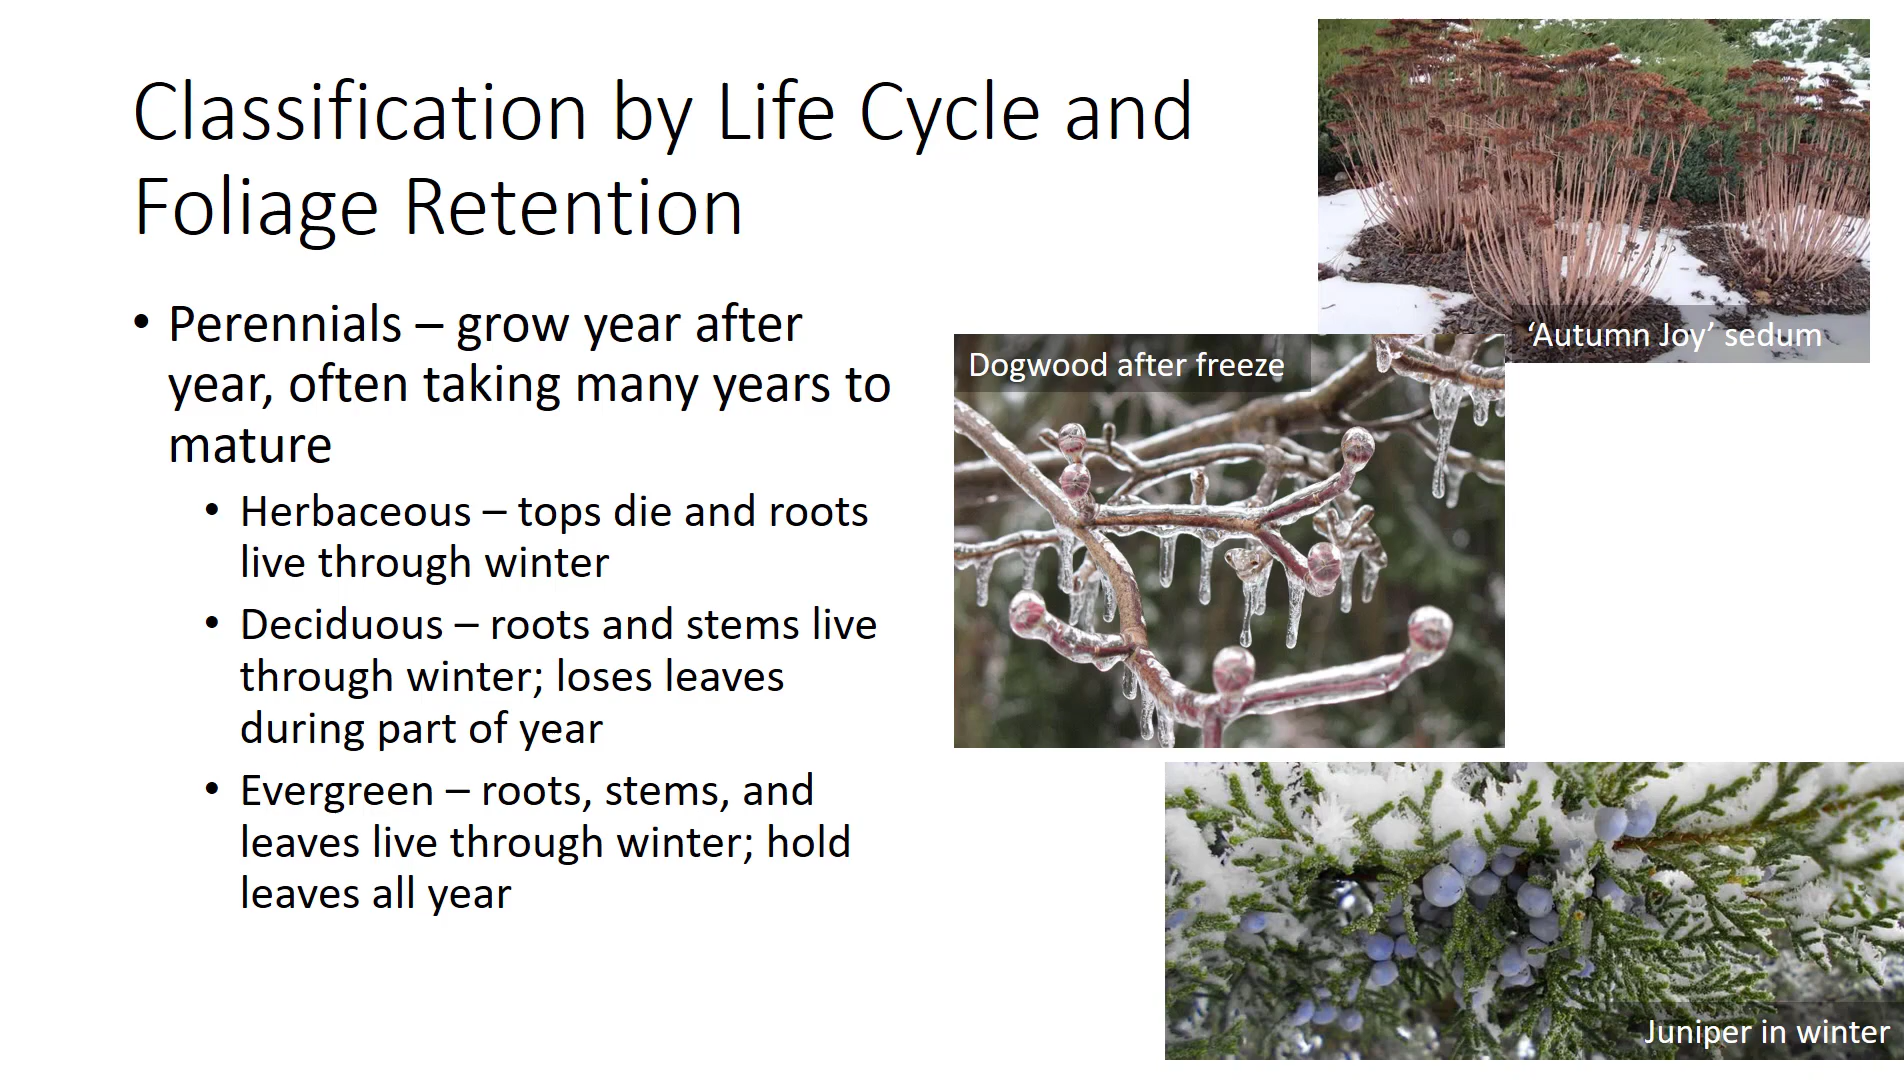 Classification by Life Cycle and
Foliage Retention
• Perennials – grow year after
year, often taking many years to
mature
• Herbaceous – tops die and roots
live through winter
• Deciduous – roots and stems live
through winter; loses leaves
during part of year
• Evergreen – roots, stems, and
leaves live through winter; hold
leaves all year
‘Autumn Joy’ sedum
Dogwood after freeze
Juniper in winter